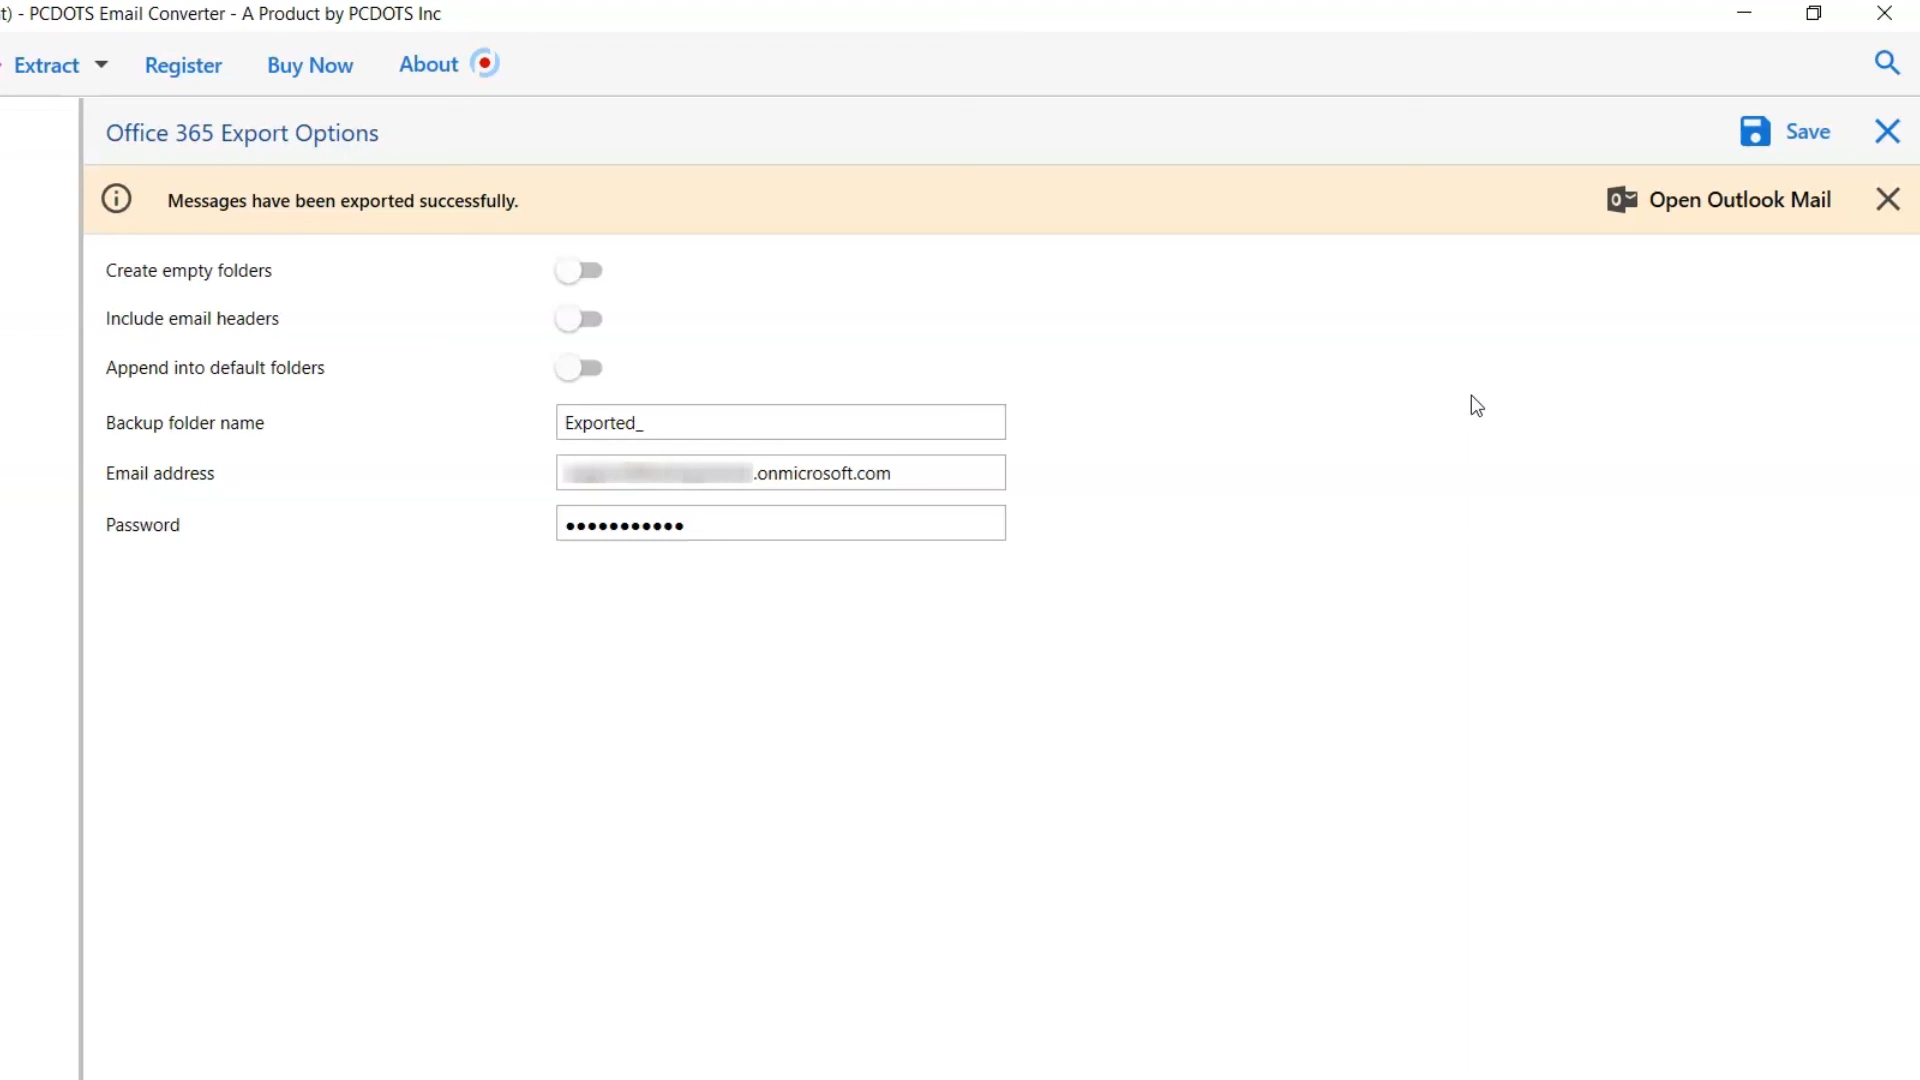 t) - PCDOTS Email Converter - A Product by PCDOTS Inc
Extract Register Buy Now About
Office 365 Export Options Save
Messages have been exported successfully. Open Outlook Mail
Create empty folders
Include email headers
Append into default folders
Backup folder name Exported_
Email address .onmicrosoft.com
Password ●●●●●●●●●●●